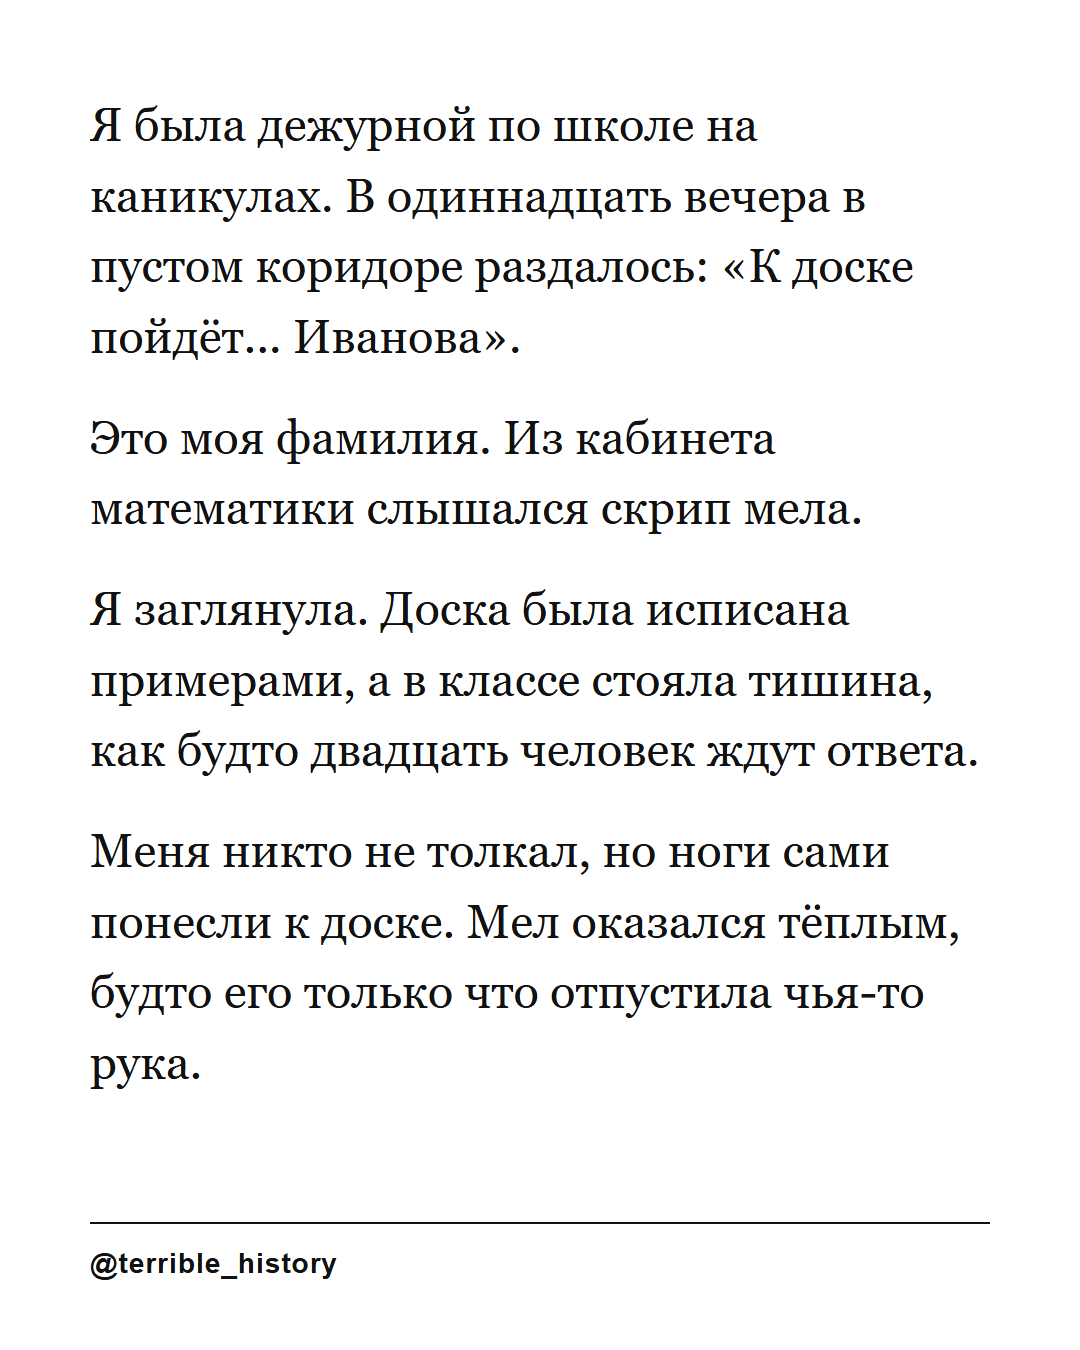 Я была дежурной по школе на
каникулах. В одиннадцать вечера в
пустом коридоре раздалось: «К доске
пойдёт... Иванова».
Это моя фамилия. Из кабинета
математики слышался скрип мела.
Я заглянула. Доска была исписана
примерами, а в классе стояла тишина,
как будто двадцать человек ждут ответа.
Меня никто не толкал, но ноги сами
понесли к доске. Мел оказался тёплым,
будто его только что отпустила чья-то
рука.
@terrible_history